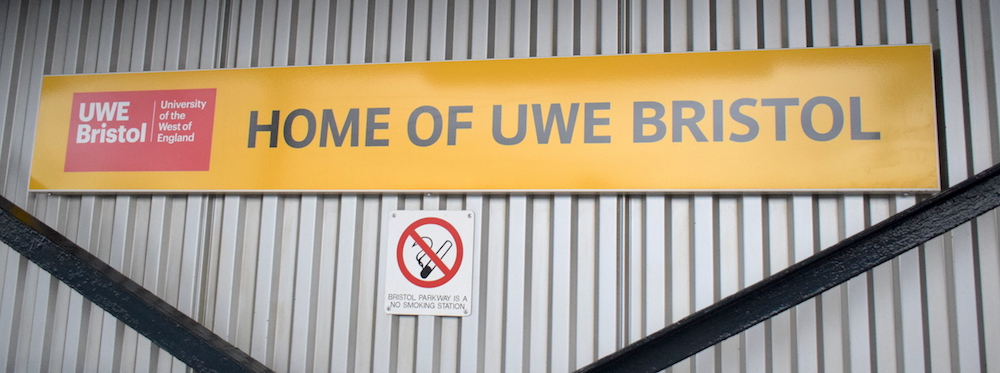 UWE
Bristol
University
of the
West of
England
HOME OF UWE BRISTOL
BRISTOL PARKWAY IS A
NO SMOKING STATION